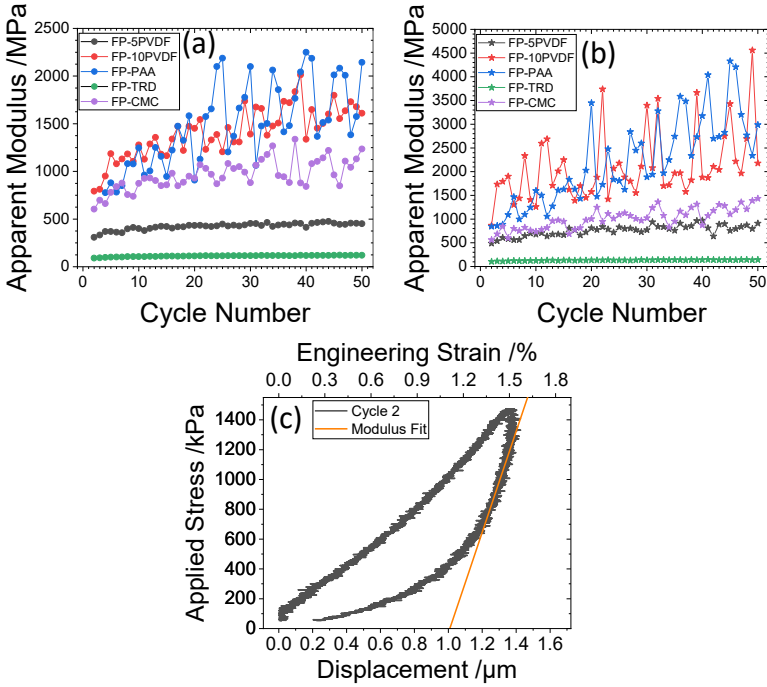 (a)
FP-5PVDF
FP-10PVDF
FP-PAA
FP-TRD
FP-CMC
Apparent Modulus /MPa
2500
2000
1500
1000
500
0
0 10 20 30 40 50
Cycle Number
(b)
FP-5PVDF
FP-10PVDF
FP-PAA
FP-TRD
FP-CMC
Apparent Modulus /MPa
5000
4500
4000
3500
3000
2500
2000
1500
1000
500
0
0 10 20 30 40 50
Cycle Number
Engineering Strain /%
0.0 0.3 0.6 0.9 1.1 1.4 1.7 1.9
(c)
Cycle 2
Modulus Fit
Applied Stress /kPa
1400
1200
1000
800
600
400
200
0
0.0 0.2 0.4 0.6 0.8 1.0 1.2 1.4 1.6
Displacement /µm